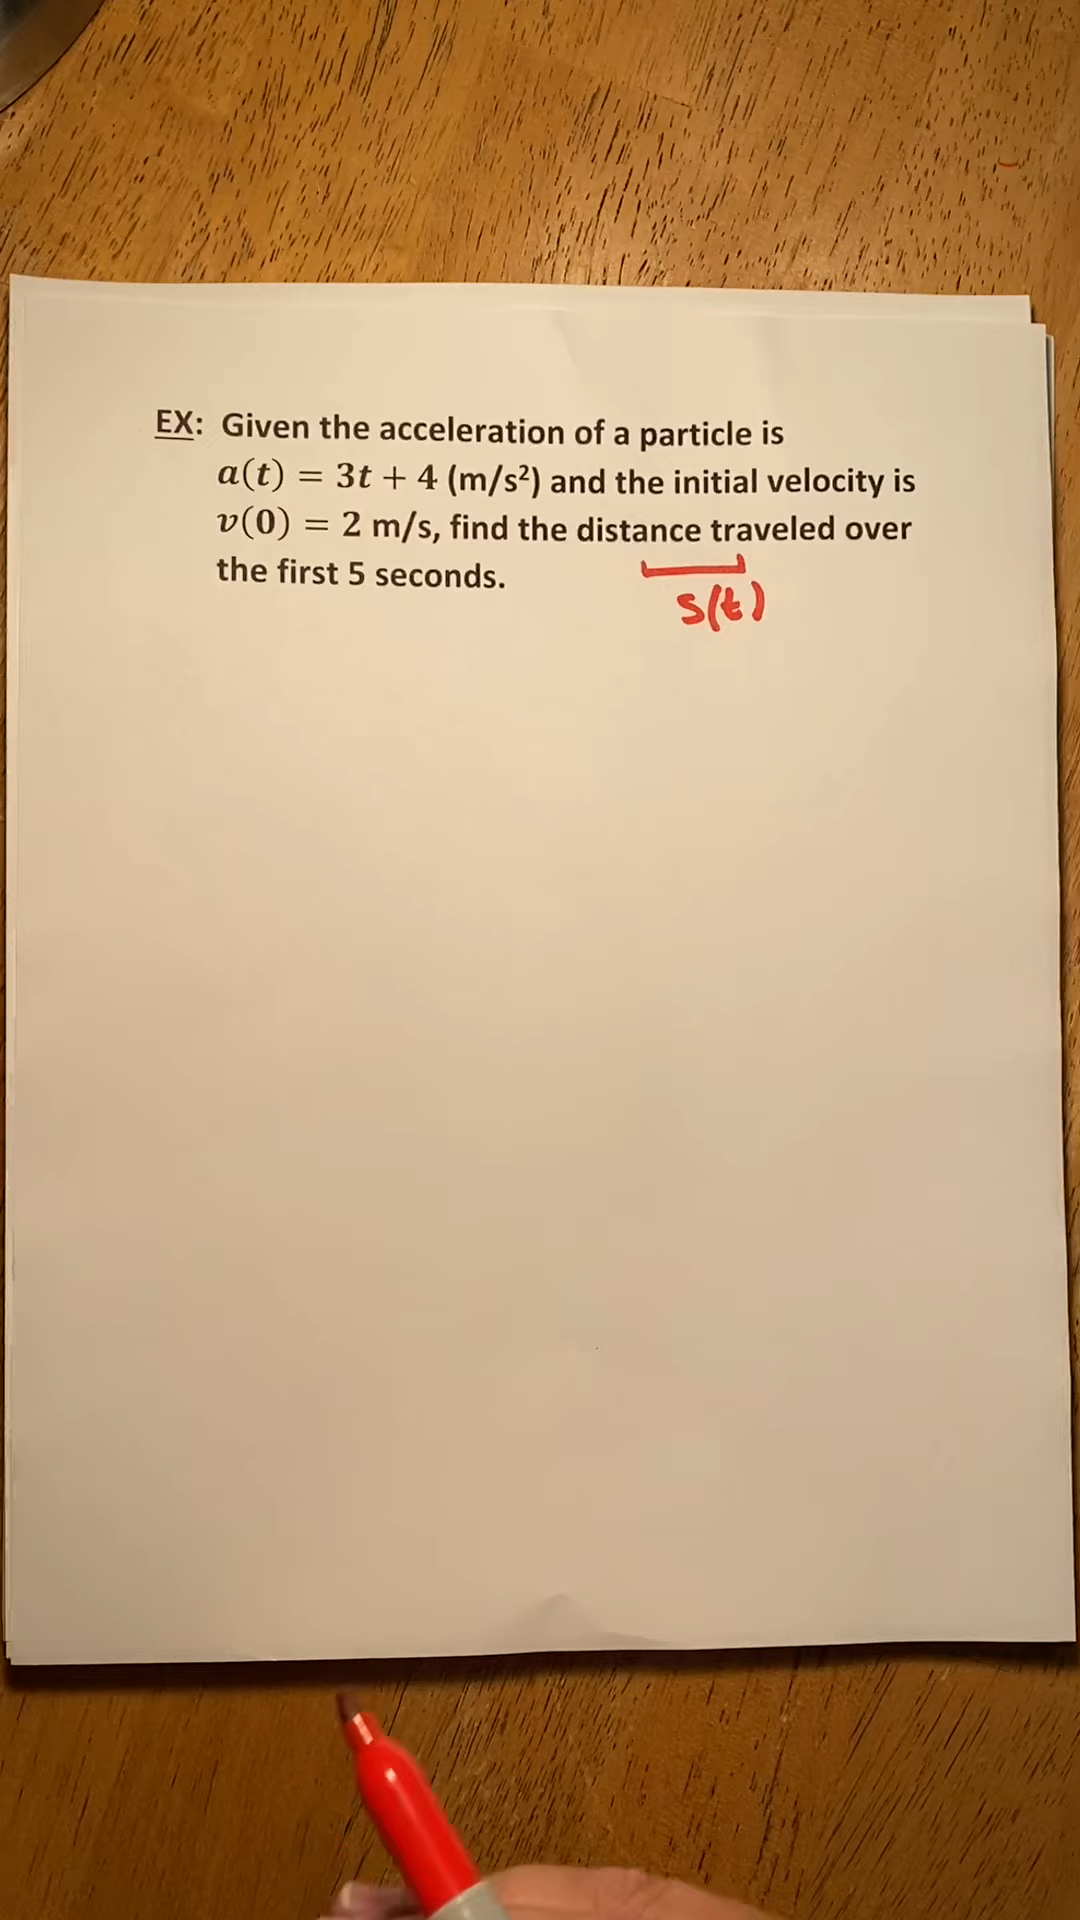 EX: Given the acceleration of a particle is
a(t) = 3t + 4 (m/s²) and the initial velocity is
v(0) = 2 m/s, find the distance traveled over
the first 5 seconds.
s(t)